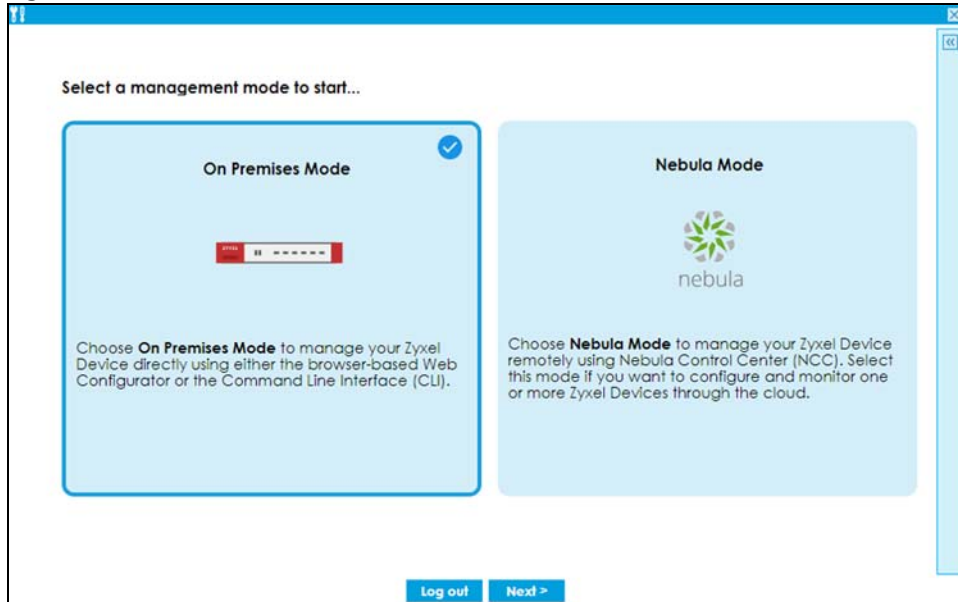 Select a management mode to start...
On Premises Mode
Choose On Premises Mode to manage your Zyxel
Device directly using either the browser-based Web
Configurator or the Command Line Interface (CLI).
Nebula Mode
nebula
Choose Nebula Mode to manage your Zyxel Device
remotely using Nebula Control Center (NCC). Select
this mode if you want to configure and monitor one
or more Zyxel Devices through the cloud.
Log out
Next >